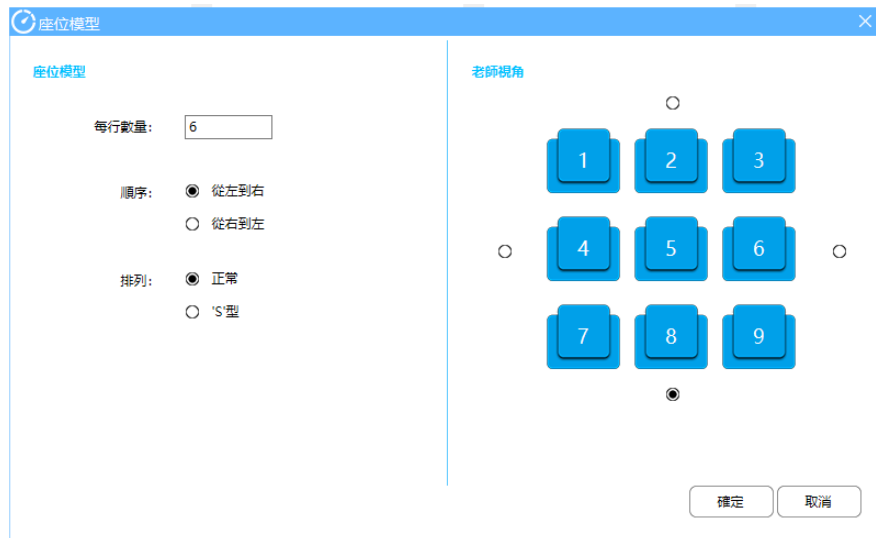 座位模型
座位模型
每行數量:
6
順序:
從左到右
從右到左
排列:
正常
'S'型
老師視角
1 2 3
4 5 6
7 8 9
確定 取消